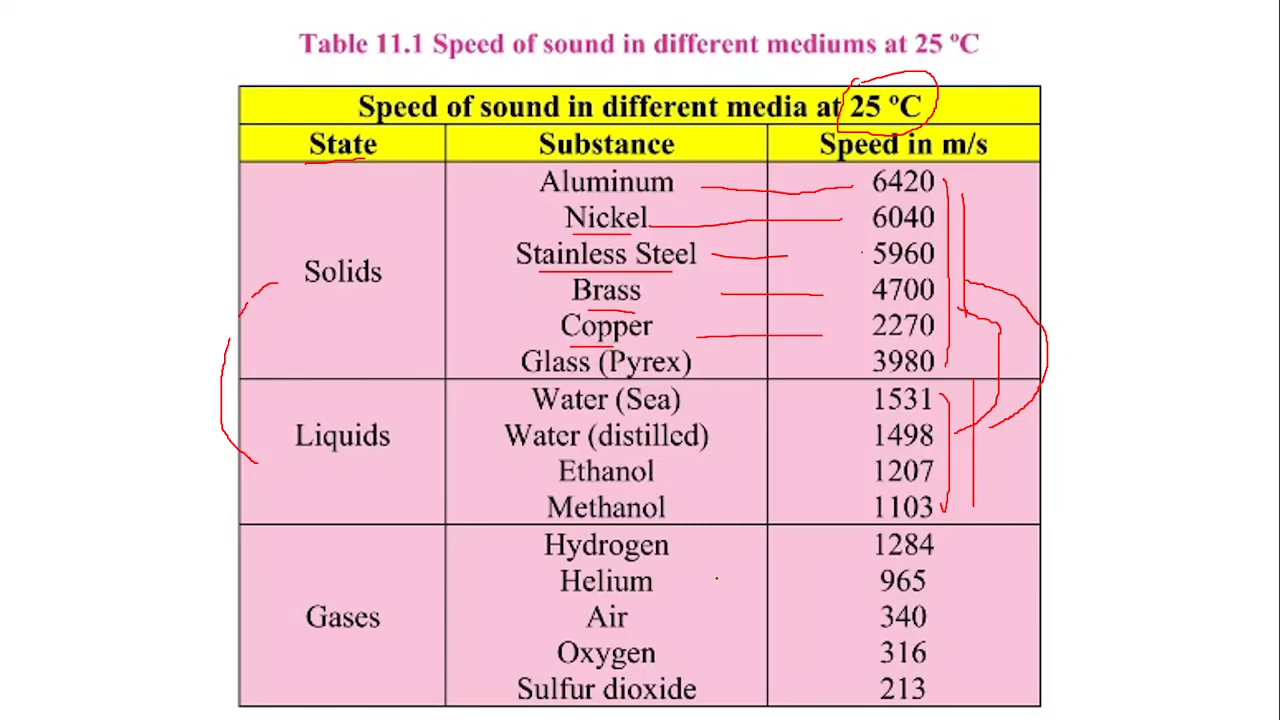 Table 11.1 Speed of sound in different mediums at 25 ºC
Speed of sound in different media at 25 ºC
State Substance Speed in m/s
Solids
Aluminum 6420
Nickel 6040
Stainless Steel 5960
Brass 4700
Copper 2270
Glass (Pyrex) 3980
Liquids
Water (Sea) 1531
Water (distilled) 1498
Ethanol 1207
Methanol 1103
Gases
Hydrogen 1284
Helium 965
Air 340
Oxygen 316
Sulfur dioxide 213